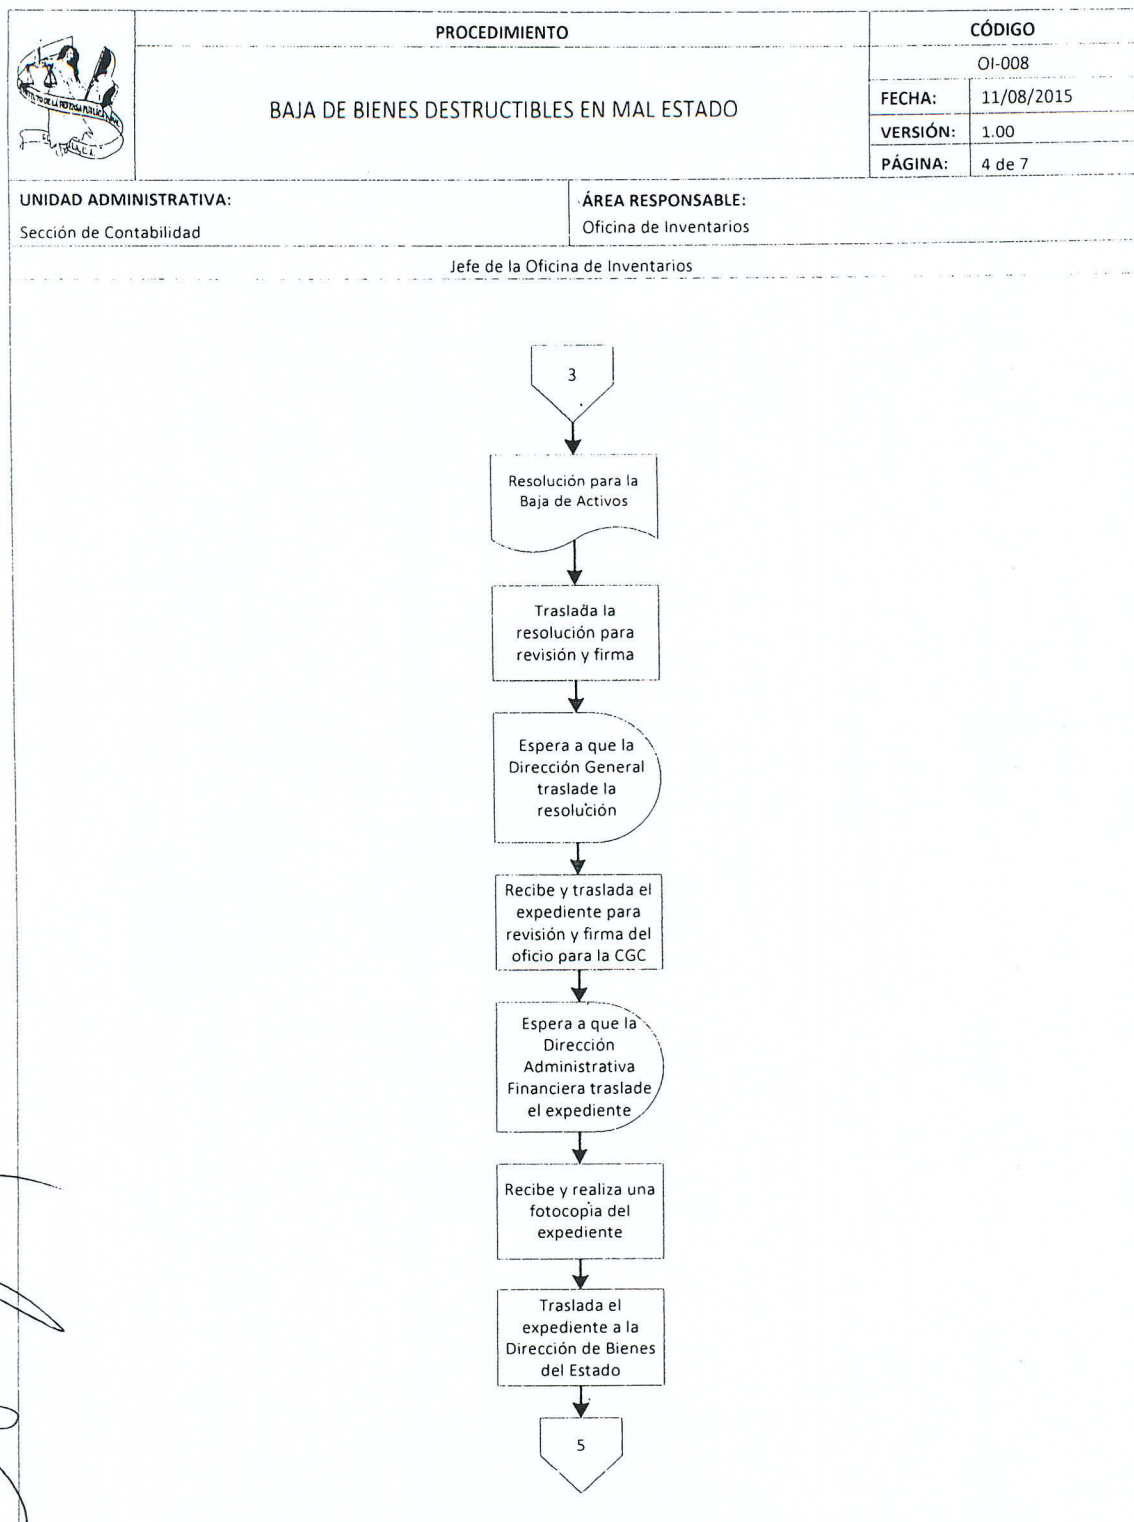 PROCEDIMIENTO
CÓDIGO
BAJA DE BIENES DESTRUCTIBLES EN MAL ESTADO
OI-008
FECHA: 11/08/2015
VERSIÓN: 1.00
PÁGINA: 4 de 7
UNIDAD ADMINISTRATIVA:
Sección de Contabilidad
ÁREA RESPONSABLE:
Oficina de Inventarios
Jefe de la Oficina de Inventarios
3
Resolución para la
Baja de Activos
Traslada la
resolución para
revisión y firma
Espera a que la
Dirección General
traslade la
resolución
Recibe y traslada el
expediente para
revisión y firma del
oficio para la CGC
Espera a que la
Dirección
Administrativa
Financiera traslade
el expediente
Recibe y realiza una
fotocopia del
expediente
Traslada el
expediente a la
Dirección de Bienes
del Estado
5